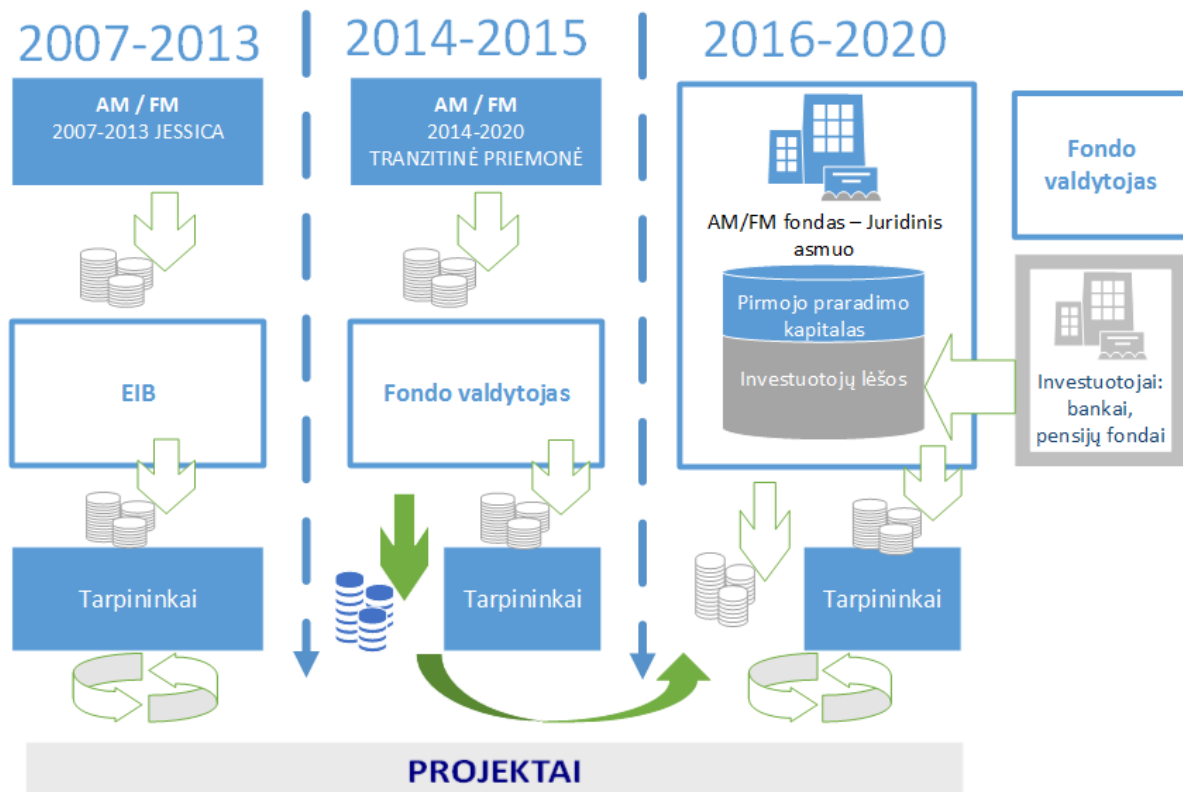 2007-2013
AM / FM
2007-2013 JESSICA
EIB
Tarpininkai
2014-2015
AM / FM
2014-2020
TRANZITINĖ PRIEMONĖ
Fondo valdytojas
Tarpininkai
2016-2020
AM/FM fondas – Juridinis
asmuo
Pirmojo praradimo
kapitalas
Investuotojų lėšos
Tarpininkai
Fondo
valdytojas
Investuotojai:
bankai,
pensijų fondai
PROJEKTAI